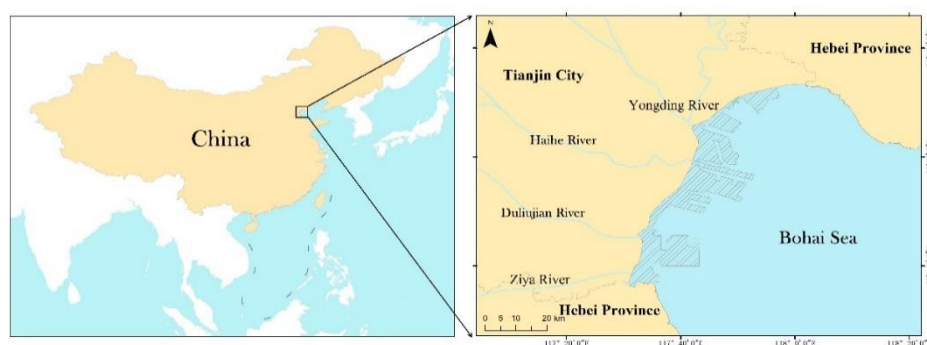 China
N
Hebei Province
Tianjin City
Yongding River
Haihe River
Duliujian River
Bohai Sea
Ziya River
Hebei Province
0 5 10 20 km